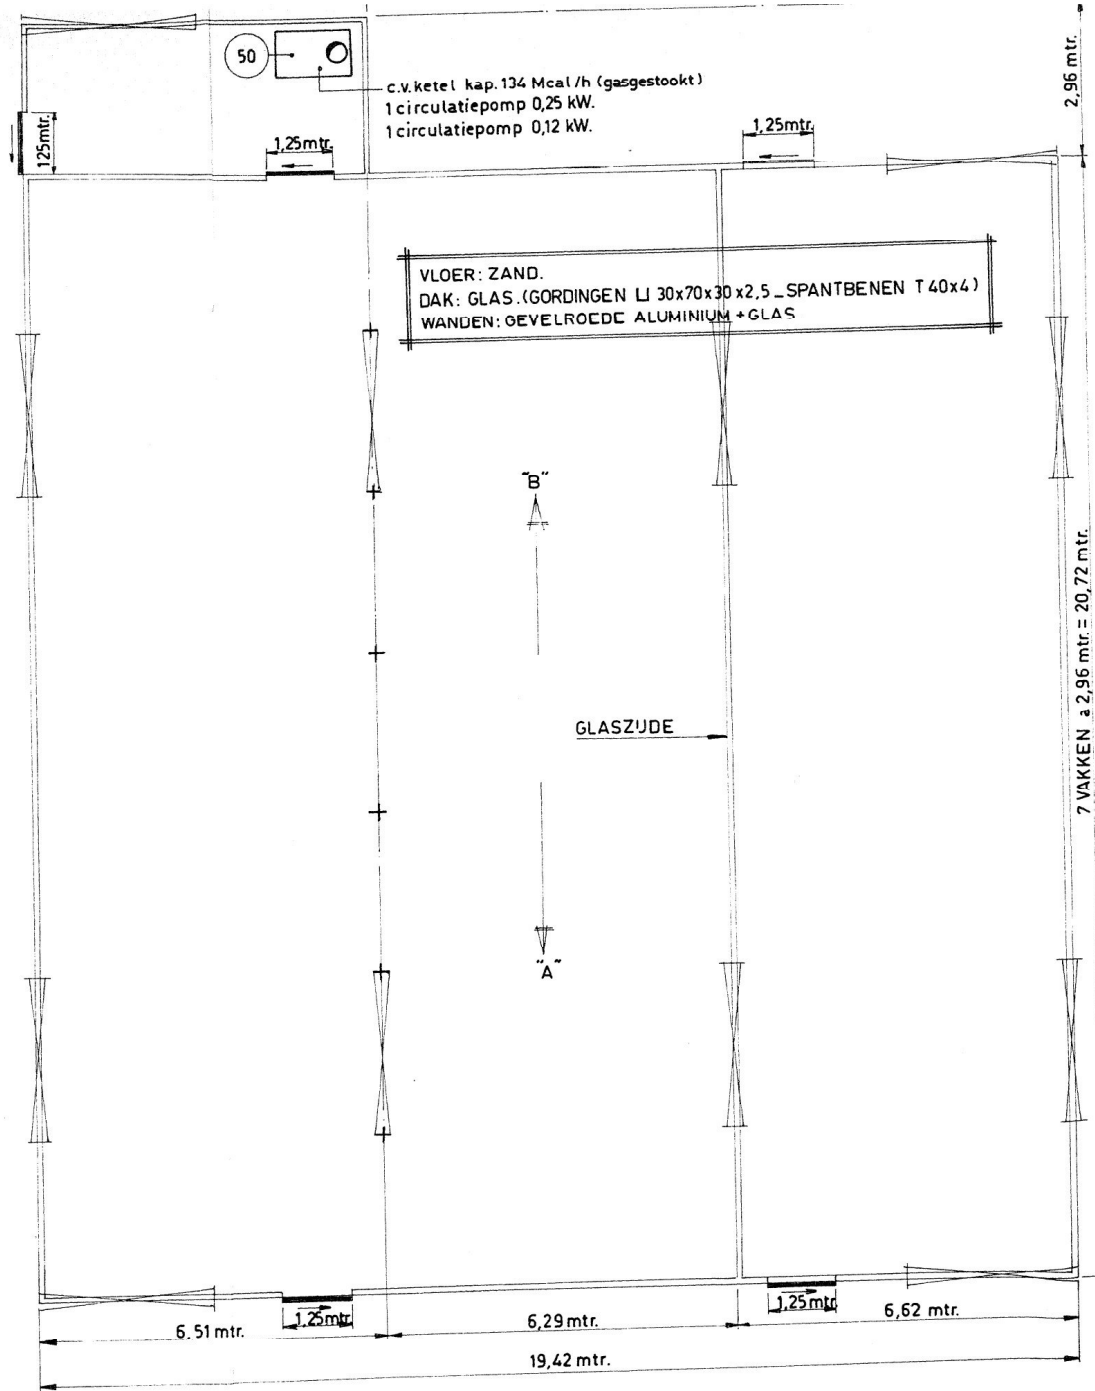 50
c.v. ketel kap. 134 Mcal/h (gasgestookt)
1 circulatiepomp 0,25 kW.
1 circulatiepomp 0,12 kW.
2,96 mtr.
125mtr.
1,25mtr.
1,25mtr.
VLOER: ZAND.
DAK: GLAS. (GORDINGEN ⊔ 30x70x30x2,5_SPANTBENEN T 40x4)
WANDEN: GEVELROEDE ALUMINIUM + GLAS
"B"
GLASZIJDE
7 VAKKEN a 2,96 mtr. = 20,72 mtr.
"A"
1,25mtr.
1,25mtr.
6,51 mtr.
6,29 mtr.
6,62 mtr.
19,42 mtr.